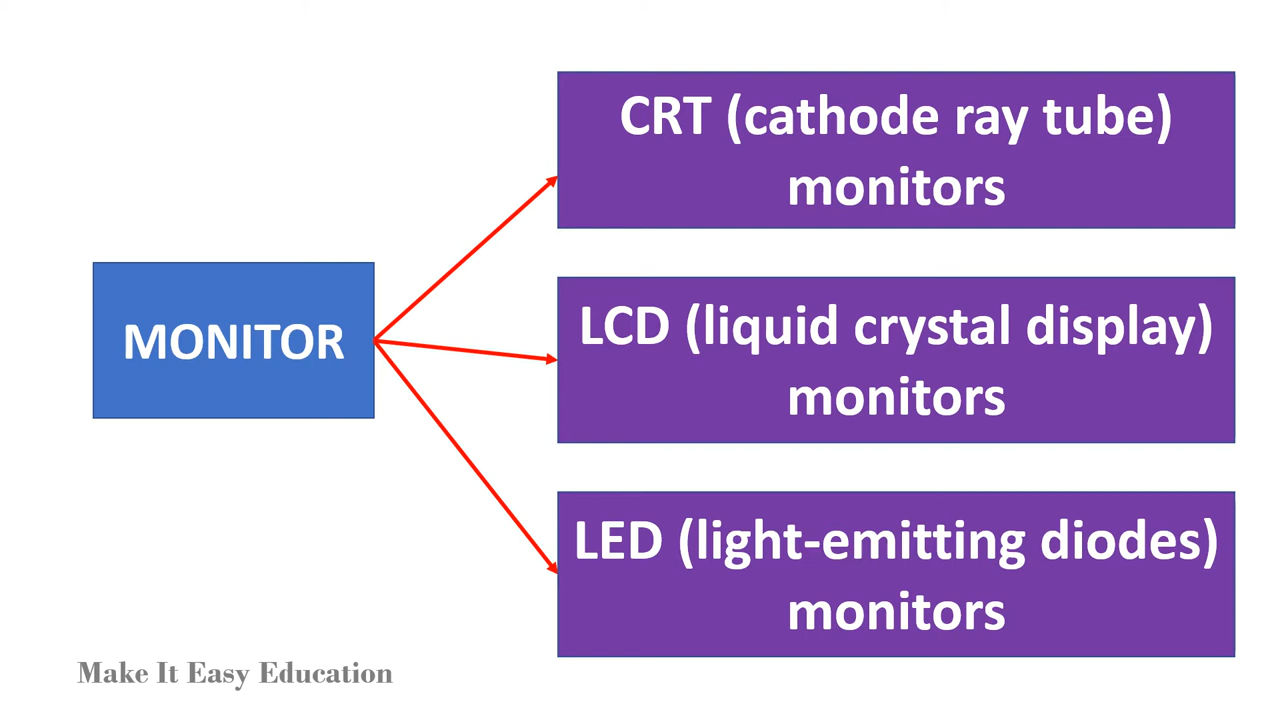 CRT (cathode ray tube)
monitors
MONITOR
LCD (liquid crystal display)
monitors
LED (light-emitting diodes)
monitors
Make It Easy Education